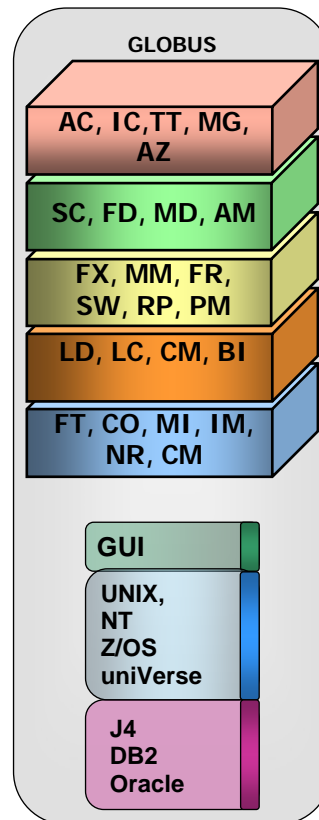 GLOBUS
AC, IC,TT, MG,
AZ
SC, FD, MD, AM
FX, MM, FR,
SW, RP, PM
LD, LC, CM, BI
FT, CO, MI, IM,
NR, CM
GUI
UNIX,
NT
Z/OS
uniVerse
J4
DB2
Oracle